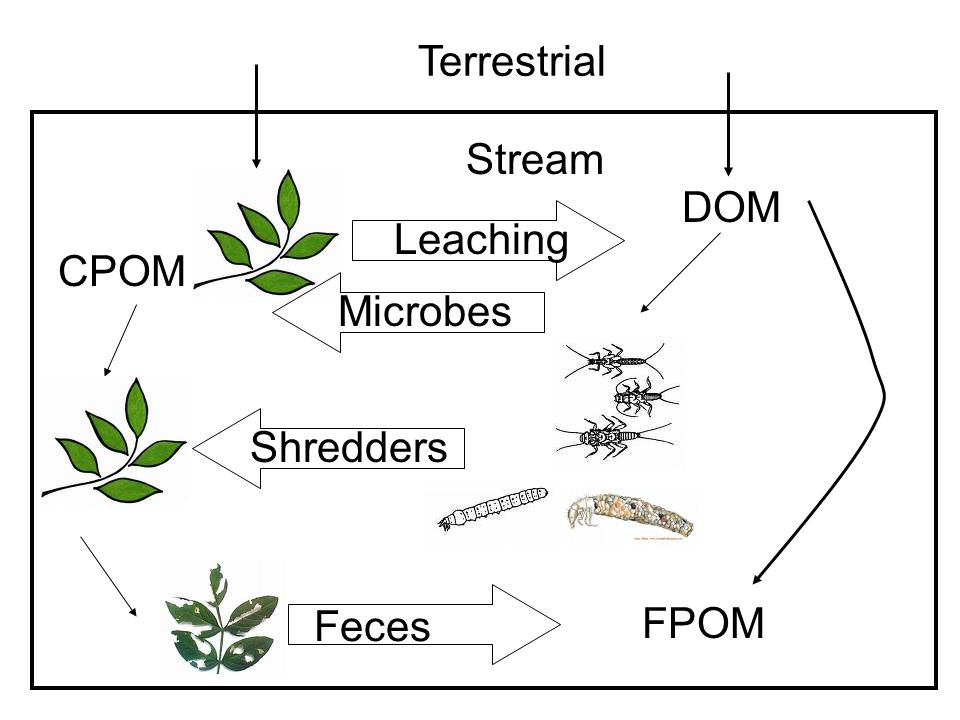 Terrestrial
Stream
DOM
Leaching
CPOM
Microbes
Shredders
Feces
FPOM